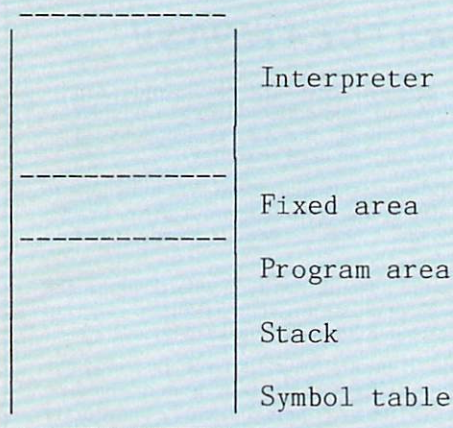 Interpreter
Fixed area
Program area
Stack
Symbol table